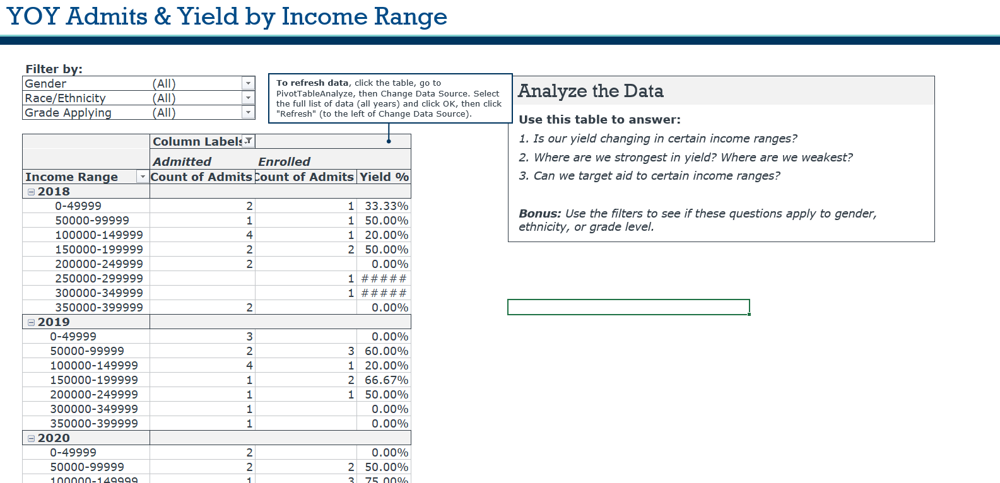 YOY Admits & Yield by Income Range
Filter by:
Gender (All)
Race/Ethnicity (All)
Grade Applying (All)
To refresh data, click the table, go to
PivotTableAnalyze, then Change Data Source. Select
the full list of data (all years) and click OK, then click
"Refresh" (to the left of Change Data Source).
Analyze the Data
Use this table to answer:
1. Is our yield changing in certain income ranges?
2. Where are we strongest in yield? Where are we weakest?
3. Can we target aid to certain income ranges?
Bonus: Use the filters to see if these questions apply to gender,
ethnicity, or grade level.
Column Labels
Admitted Enrolled
Income Range Count of Admits Count of Admits Yield %
2018
0-49999 2 1 33.33%
50000-99999 1 1 50.00%
100000-149999 4 1 20.00%
150000-199999 2 2 50.00%
200000-249999 2 0.00%
250000-299999 1 #####
300000-349999 1 #####
350000-399999 2 0.00%
2019
0-49999 3 0.00%
50000-99999 2 3 60.00%
100000-149999 4 1 20.00%
150000-199999 1 2 66.67%
200000-249999 1 1 50.00%
300000-349999 1 0.00%
350000-399999 1 0.00%
2020
0-49999 2 0.00%
50000-99999 2 2 50.00%
100000-149999 1 3 75.00%